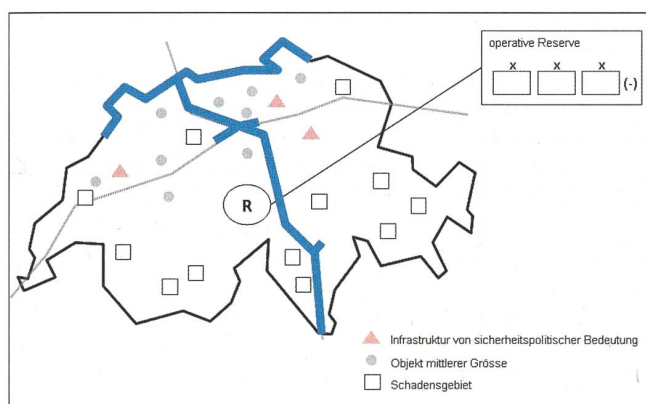 operative Reserve
x x x
(-)
R
Infrastruktur von sicherheitspolitischer Bedeutung
Objekt mittlerer Grösse
Schadensgebiet